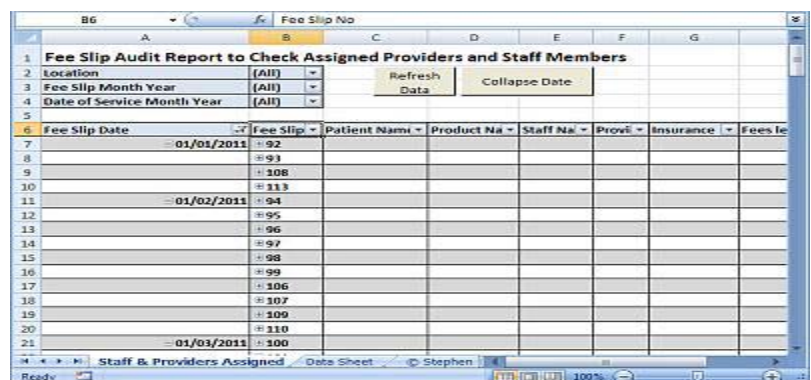 B6 fx Fee Slip No
A B C D E F G
1 Fee Slip Audit Report to Check Assigned Providers and Staff Members
2 Location (All) Refresh Data Collapse Date
3 Fee Slip Month Year (All)
4 Date of Service Month Year (All)
5
6 Fee Slip Date Fee Slip Patient Nam Product Na Staff Na Provi Insurance Fees le
7 01/01/2011 92
8 93
9 108
10 113
11 01/02/2011 94
12 95
13 96
14 97
15 98
16 99
17 106
18 107
19 109
20 110
21 01/03/2011 100
Staff & Providers Assigned Data Sheet © Stephen
Ready 100%